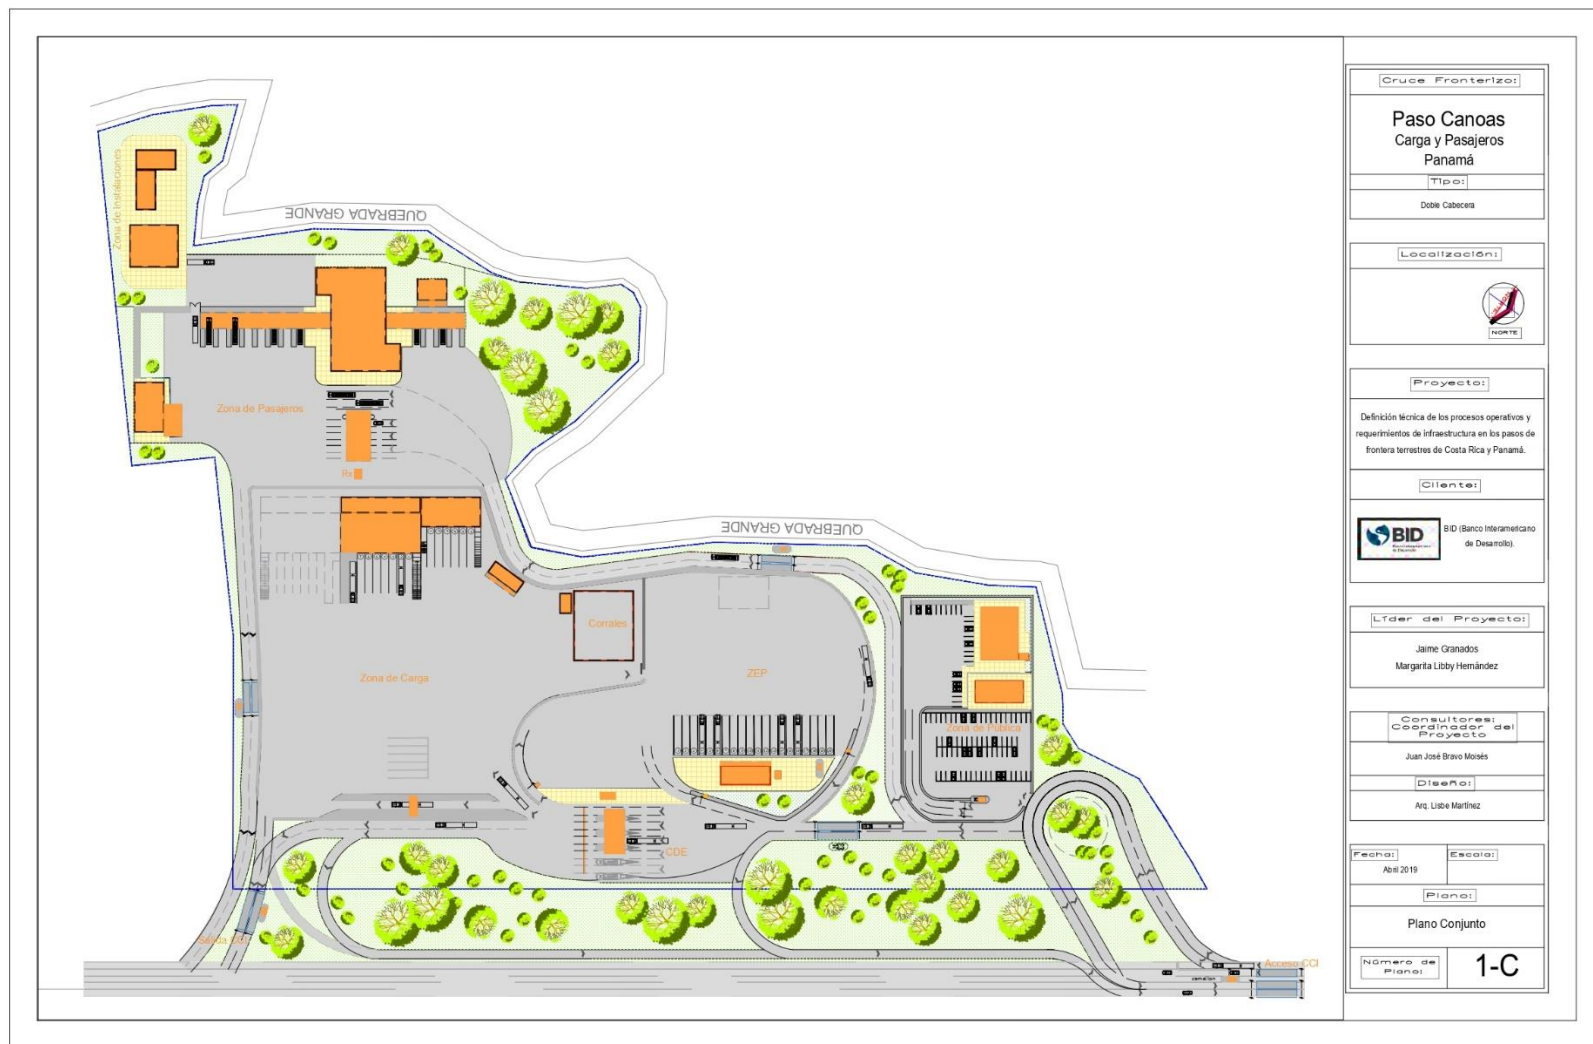 Zona de Instalaciones
QUEBRADA GRANDE
Zona de Pasajeros
Rx
QUEBRADA GRANDE
Corrales
Zona de Carga
ZEP
Zona de Publica
CDE
Acceso CCI
Cruce Fronterizo:
Paso Canoas
Carga y Pasajeros
Panamá
Tipo:
Doble Cabecera
Localización:
NORTE
Proyecto:
Definición técnica de los procesos operativos y
requerimientos de infraestructura en los pasos de
frontera terrestres de Costa Rica y Panamá.
Cliente:
BID
BID (Banco Interamericano
de Desarrollo).
Líder del Proyecto:
Jaime Granados
Margarita Libby Hernández
Consultores:
Coordinador del
Proyecto
Juan José Bravo Moisés
Diseño:
Arq. Lisbe Martínez
Fecha:
Abril 2019
Escala:
Plano:
Plano Conjunto
Número de
Plano:
1-C